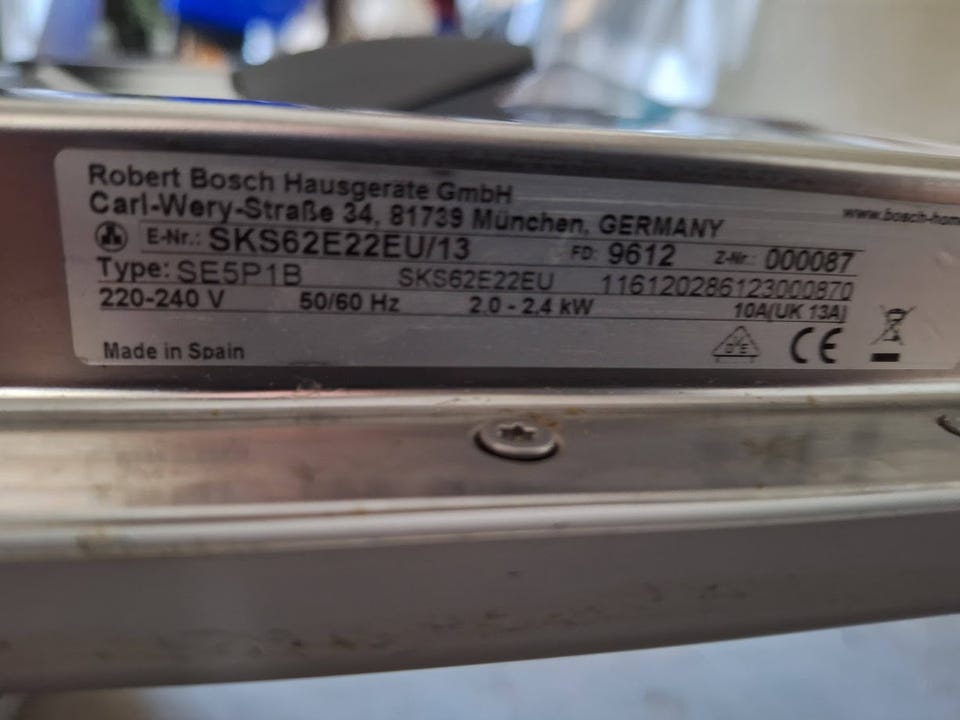 Robert Bosch Hausgerate GmbH
Carl-Wery-Straße 34, 81739 München, GERMANY
www.bosch-hom
E-Nr.: SKS62E22EU/13 FD: 9612 Z-Nr.: 000087
Type: SE5P1B SKS62E22EU 116120286123000870
220-240 V 50/60 Hz 2,0 - 2,4 kW 10A(UK 13A)
Made in Spain
CE